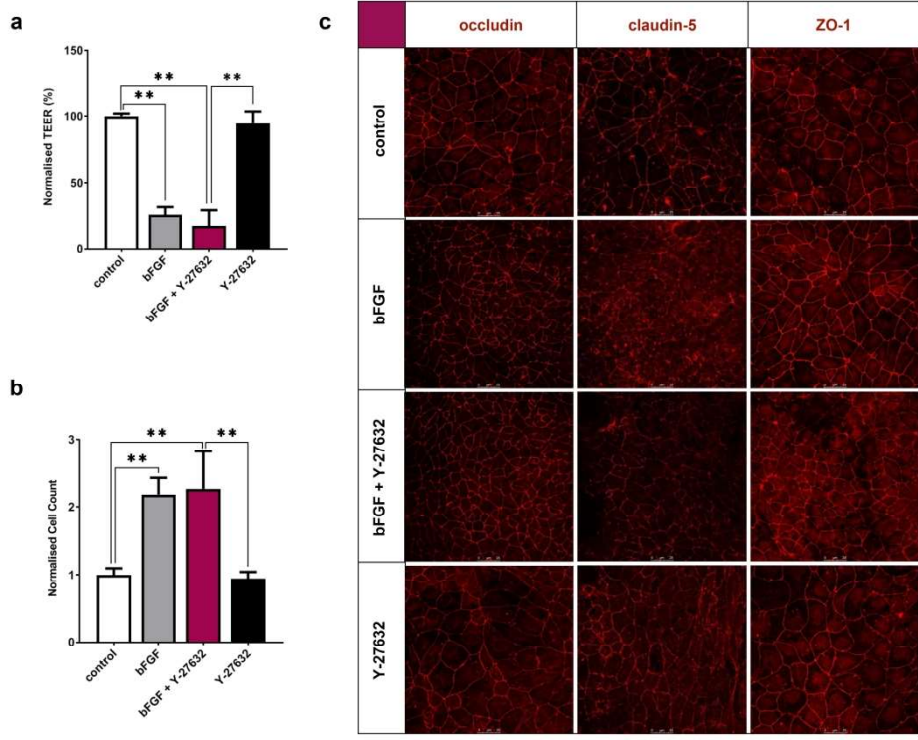 a
Normalised TEER (%)
150
100
50
0
**
**
**
control
bFGF
bFGF + Y-27632
Y-27632
b
Normalised Cell Count
3
2
1
0
**
**
**
control
bFGF
bFGF + Y-27632
Y-27632
c
occludin
claudin-5
ZO-1
control
bFGF
bFGF + Y-27632
Y-27632